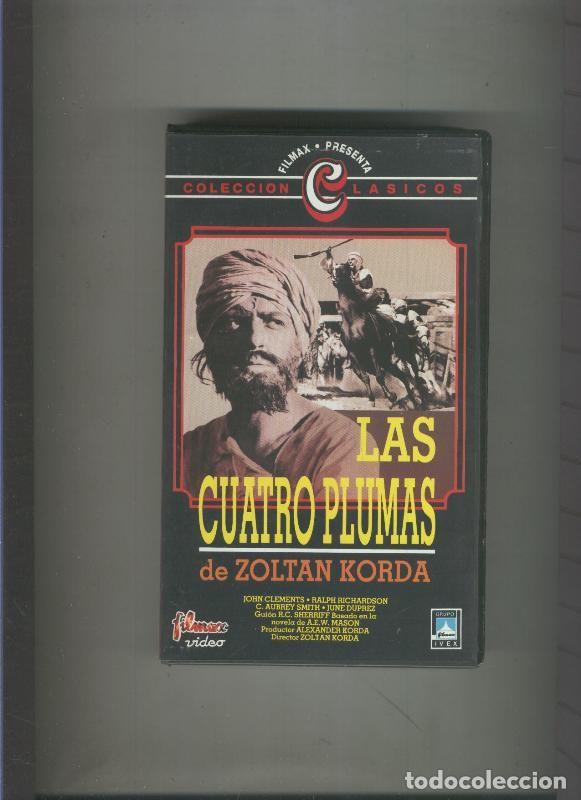 FILMAX • PRESENTA
COLECCION CLASICOS
LAS
CUATRO PLUMAS
de ZOLTAN KORDA
JOHN CLEMENTS • RALPH RICHARDSON
C. AUBREY SMITH • JUNE DUPREZ
Guión R.C. SHERRIFF Basado en la
novela de A.E.W. MASON
Productor ALEXANDER KORDA
Director ZOLTAN KORDA
filmax
video
GRUPO
IVEX
todocoleccion